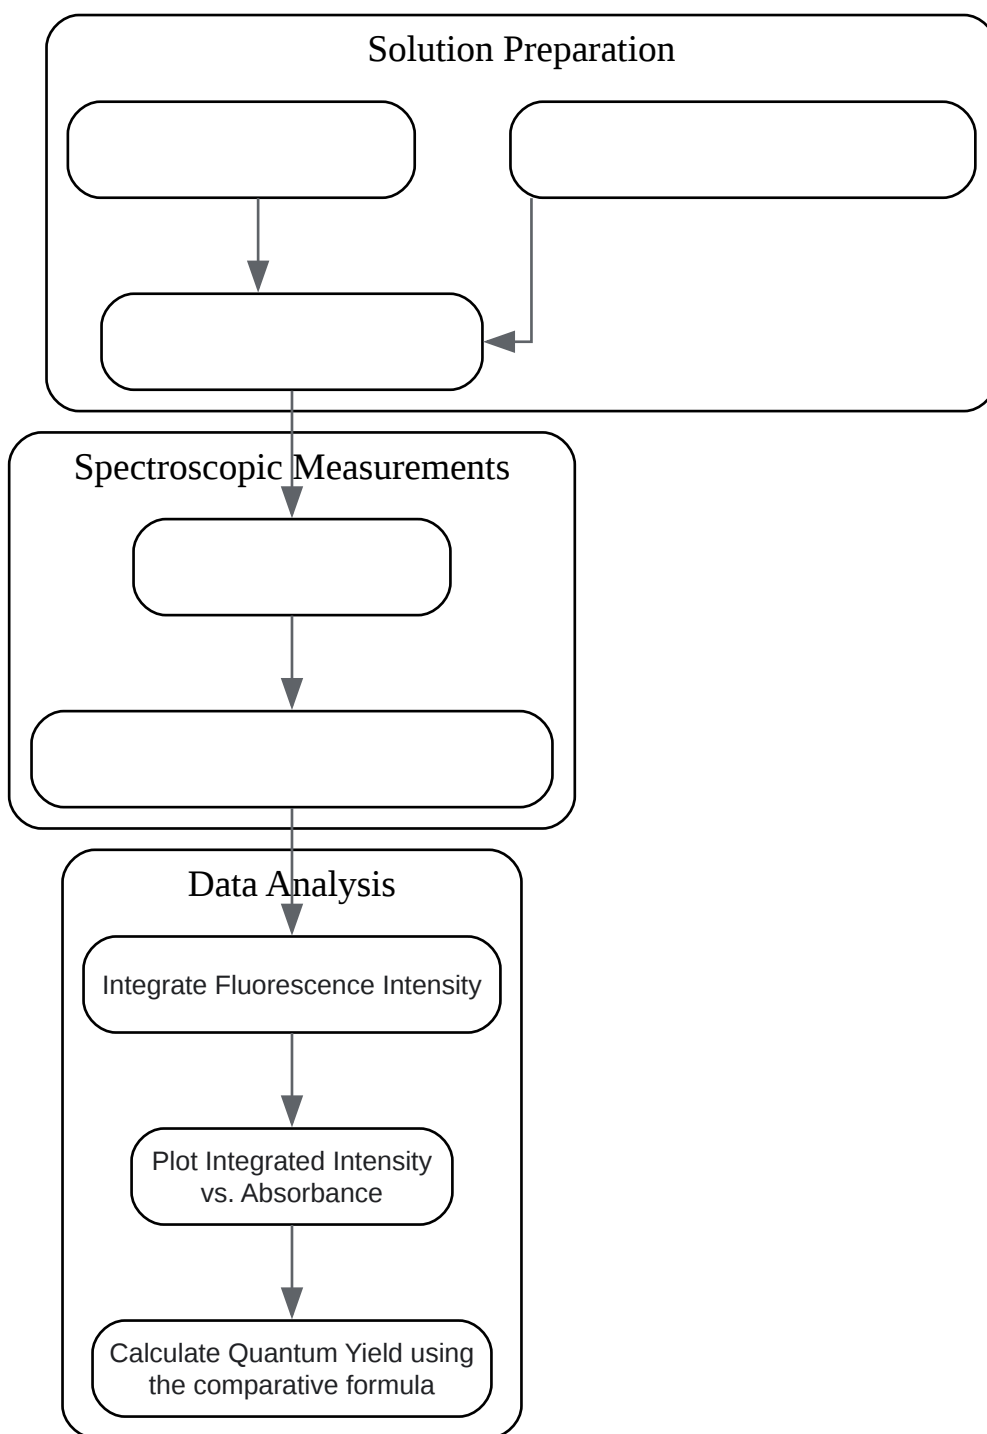 Solution Preparation
Spectroscopic Measurements
Data Analysis
Integrate Fluorescence Intensity
Plot Integrated Intensity
vs. Absorbance
Calculate Quantum Yield using
the comparative formula